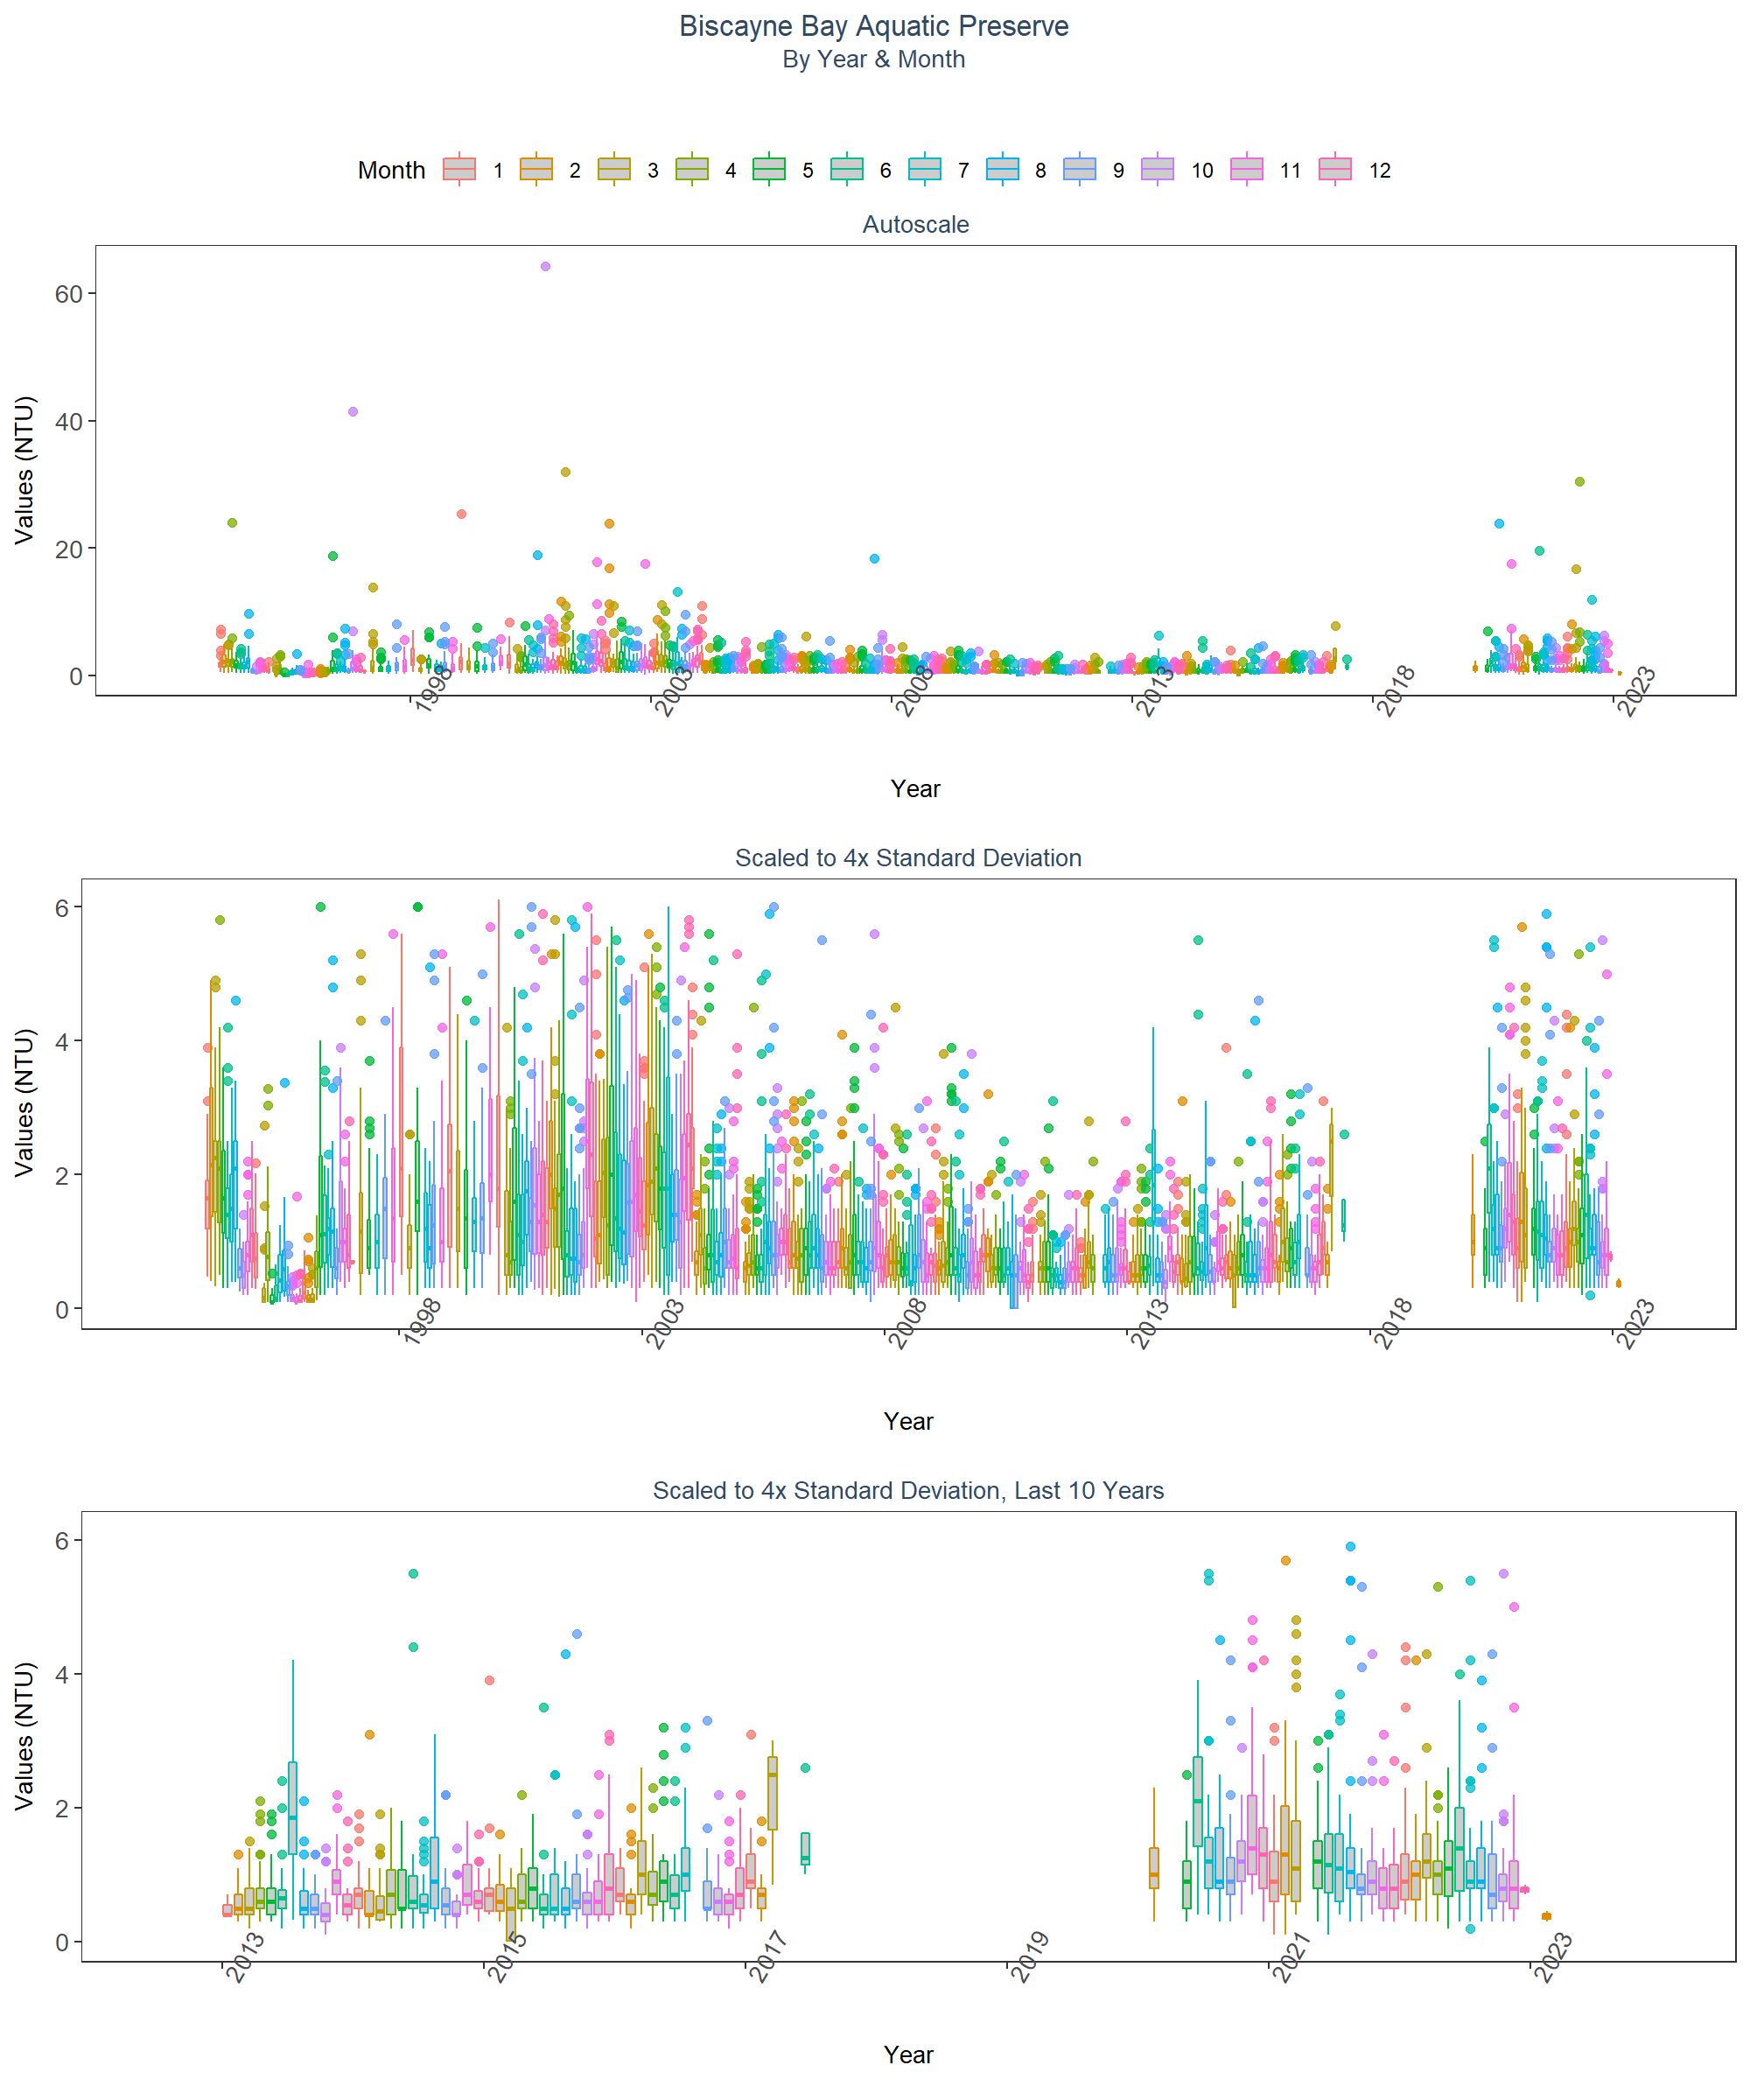 Biscayne Bay Aquatic Preserve
By Year & Month
Month 1 2 3 4 5 6 7 8 9 10 11 12
Autoscale
Values (NTU)
60
40
20
0
1998 2003 2008 2013 2018 2023
Year
Scaled to 4x Standard Deviation
Values (NTU)
6
4
2
0
1998 2003 2008 2013 2018 2023
Year
Scaled to 4x Standard Deviation, Last 10 Years
Values (NTU)
6
4
2
0
2013 2015 2017 2019 2021 2023
Year